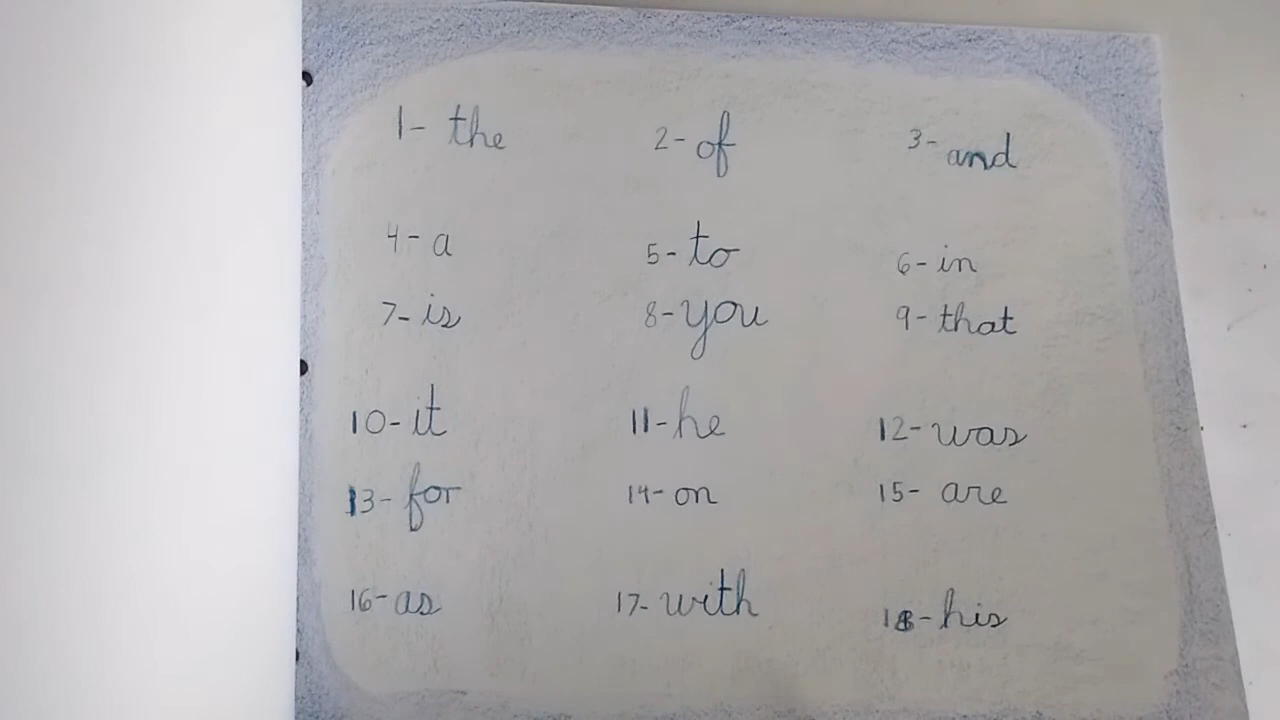 1- the 2- of 3- and
4- a 5- to 6- in
7- is 8- you 9- that
10- it 11- he 12- was
13- for 14- on 15- are
16- as 17- with 18- his